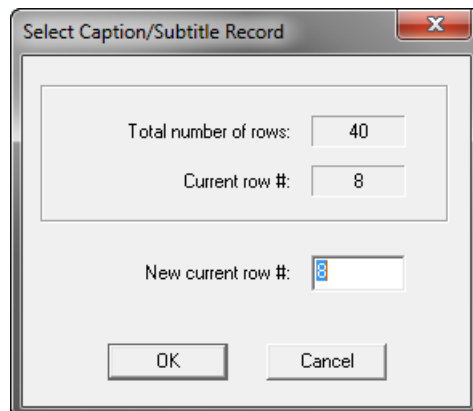 Select Caption/Subtitle Record
X
Total number of rows: 40
Current row #: 8
New current row #: 8
OK Cancel